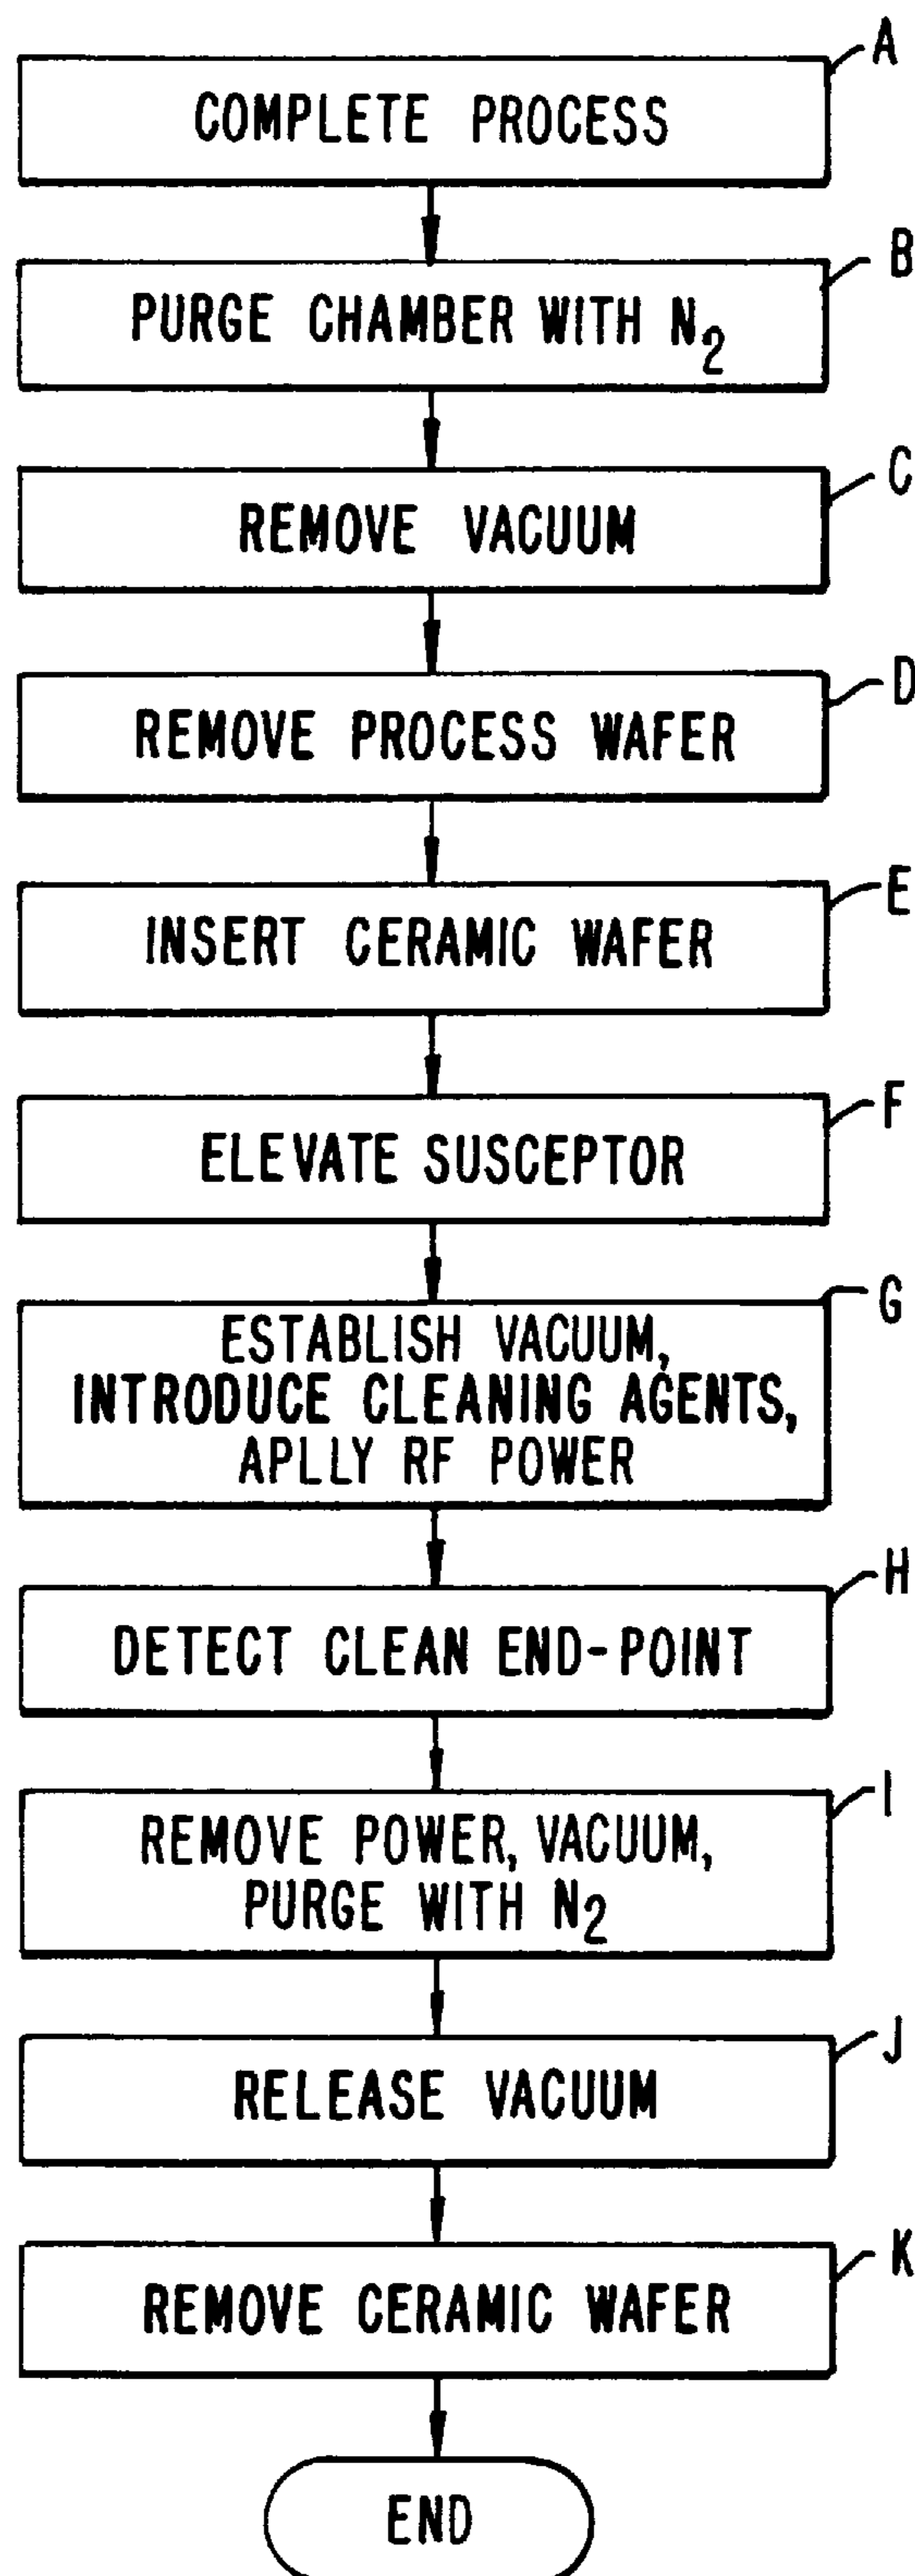 A
COMPLETE PROCESS
B
PURGE CHAMBER WITH N2
C
REMOVE VACUUM
D
REMOVE PROCESS WAFER
E
INSERT CERAMIC WAFER
F
ELEVATE SUSCEPTOR
G
ESTABLISH VACUUM,
INTRODUCE CLEANING AGENTS,
APLLY RF POWER
H
DETECT CLEAN END-POINT
I
REMOVE POWER, VACUUM,
PURGE WITH N2
J
RELEASE VACUUM
K
REMOVE CERAMIC WAFER
END